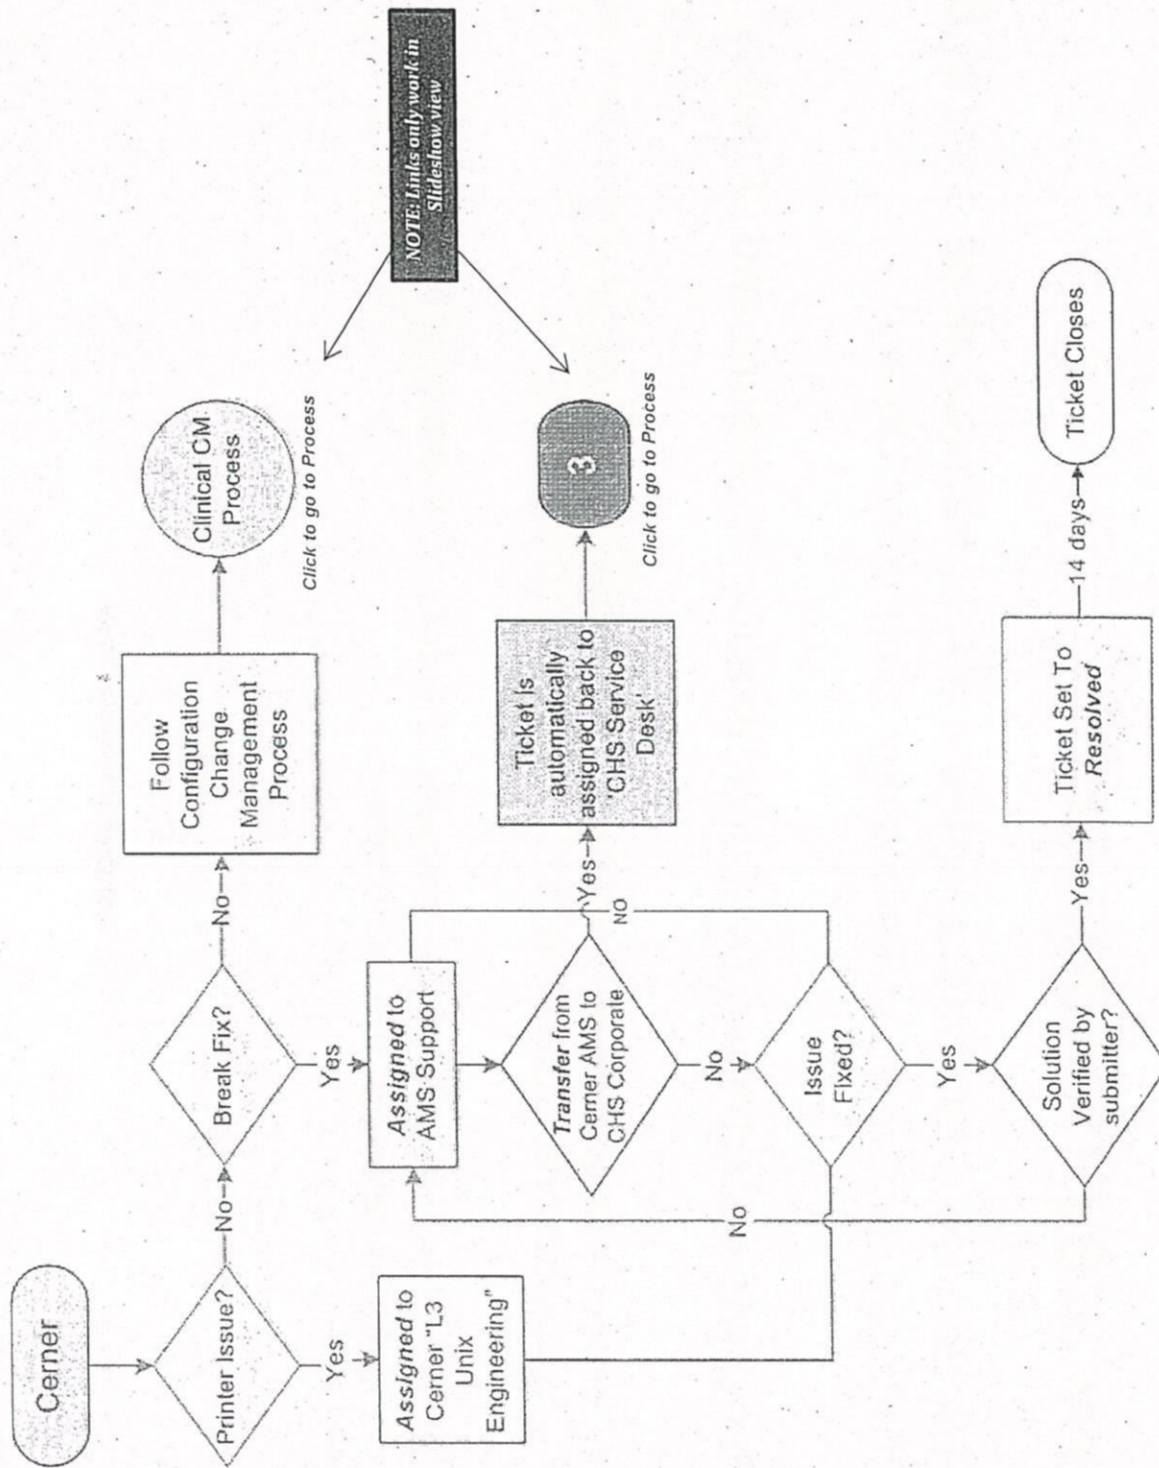 Cerner
Printer Issue?
No
Break Fix?
No
Follow
Configuration
Change
Management
Process
Clinical CM
Process
Click to go to Process
NOTE: Links only work in
Slideshow view
Yes
Assigned to
Cerner "L3
Unix
Engineering"
Yes
Assigned to
AMS Support
Transfer from
Cerner AMS to
CHS Corporate
Yes
Ticket Is
automatically
assigned back to
'CHS Service
Desk'
3
Click to go to Process
NO
No
Issue
Fixed?
Yes
No
Solution
Verified by
submitter?
Yes
Ticket Set To
Resolved
14 days
Ticket Closes